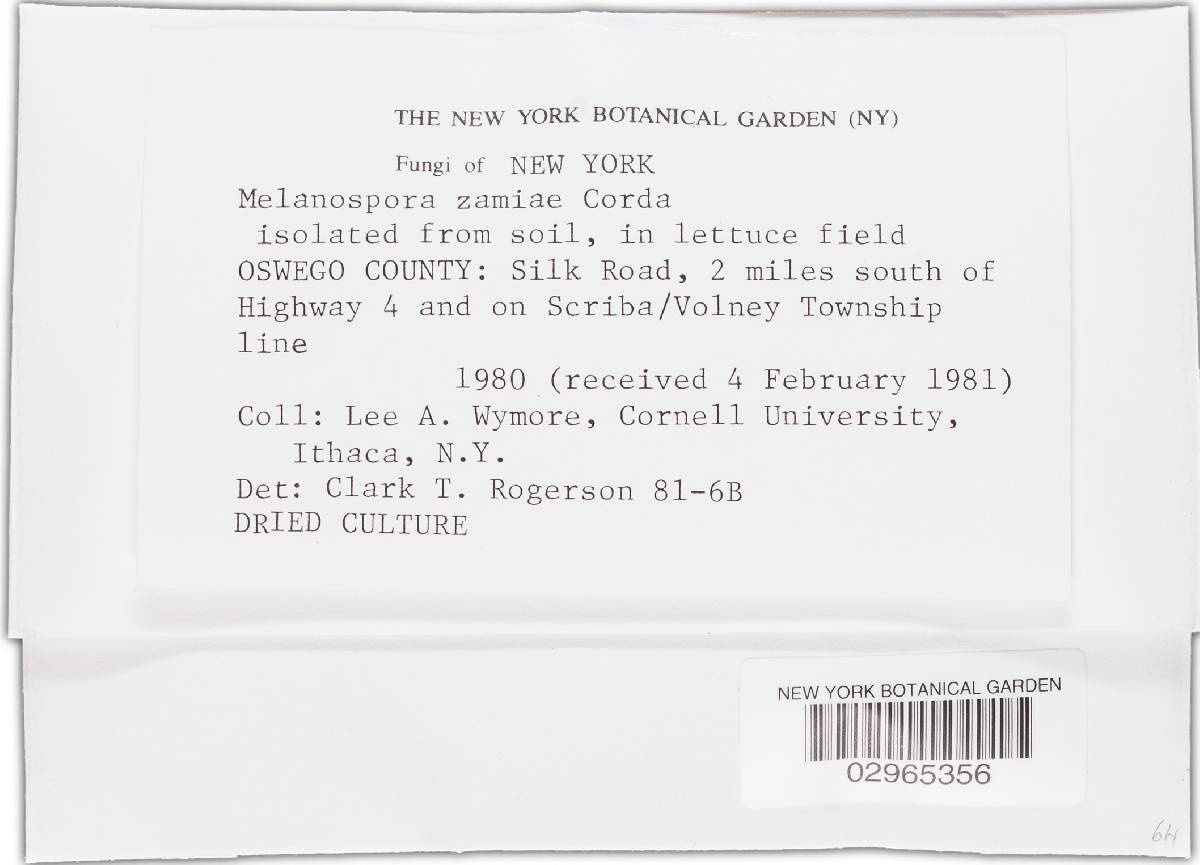 THE NEW YORK BOTANICAL GARDEN (NY)
Fungi of NEW YORK
Melanospora zamiae Corda
isolated from soil, in lettuce field
OSWEGO COUNTY: Silk Road, 2 miles south of
Highway 4 and on Scriba/Volney Township
line
1980 (received 4 February 1981)
Coll: Lee A. Wymore, Cornell University,
Ithaca, N.Y.
Det: Clark T. Rogerson 81-6B
DRIED CULTURE
NEW YORK BOTANICAL GARDEN
02965356